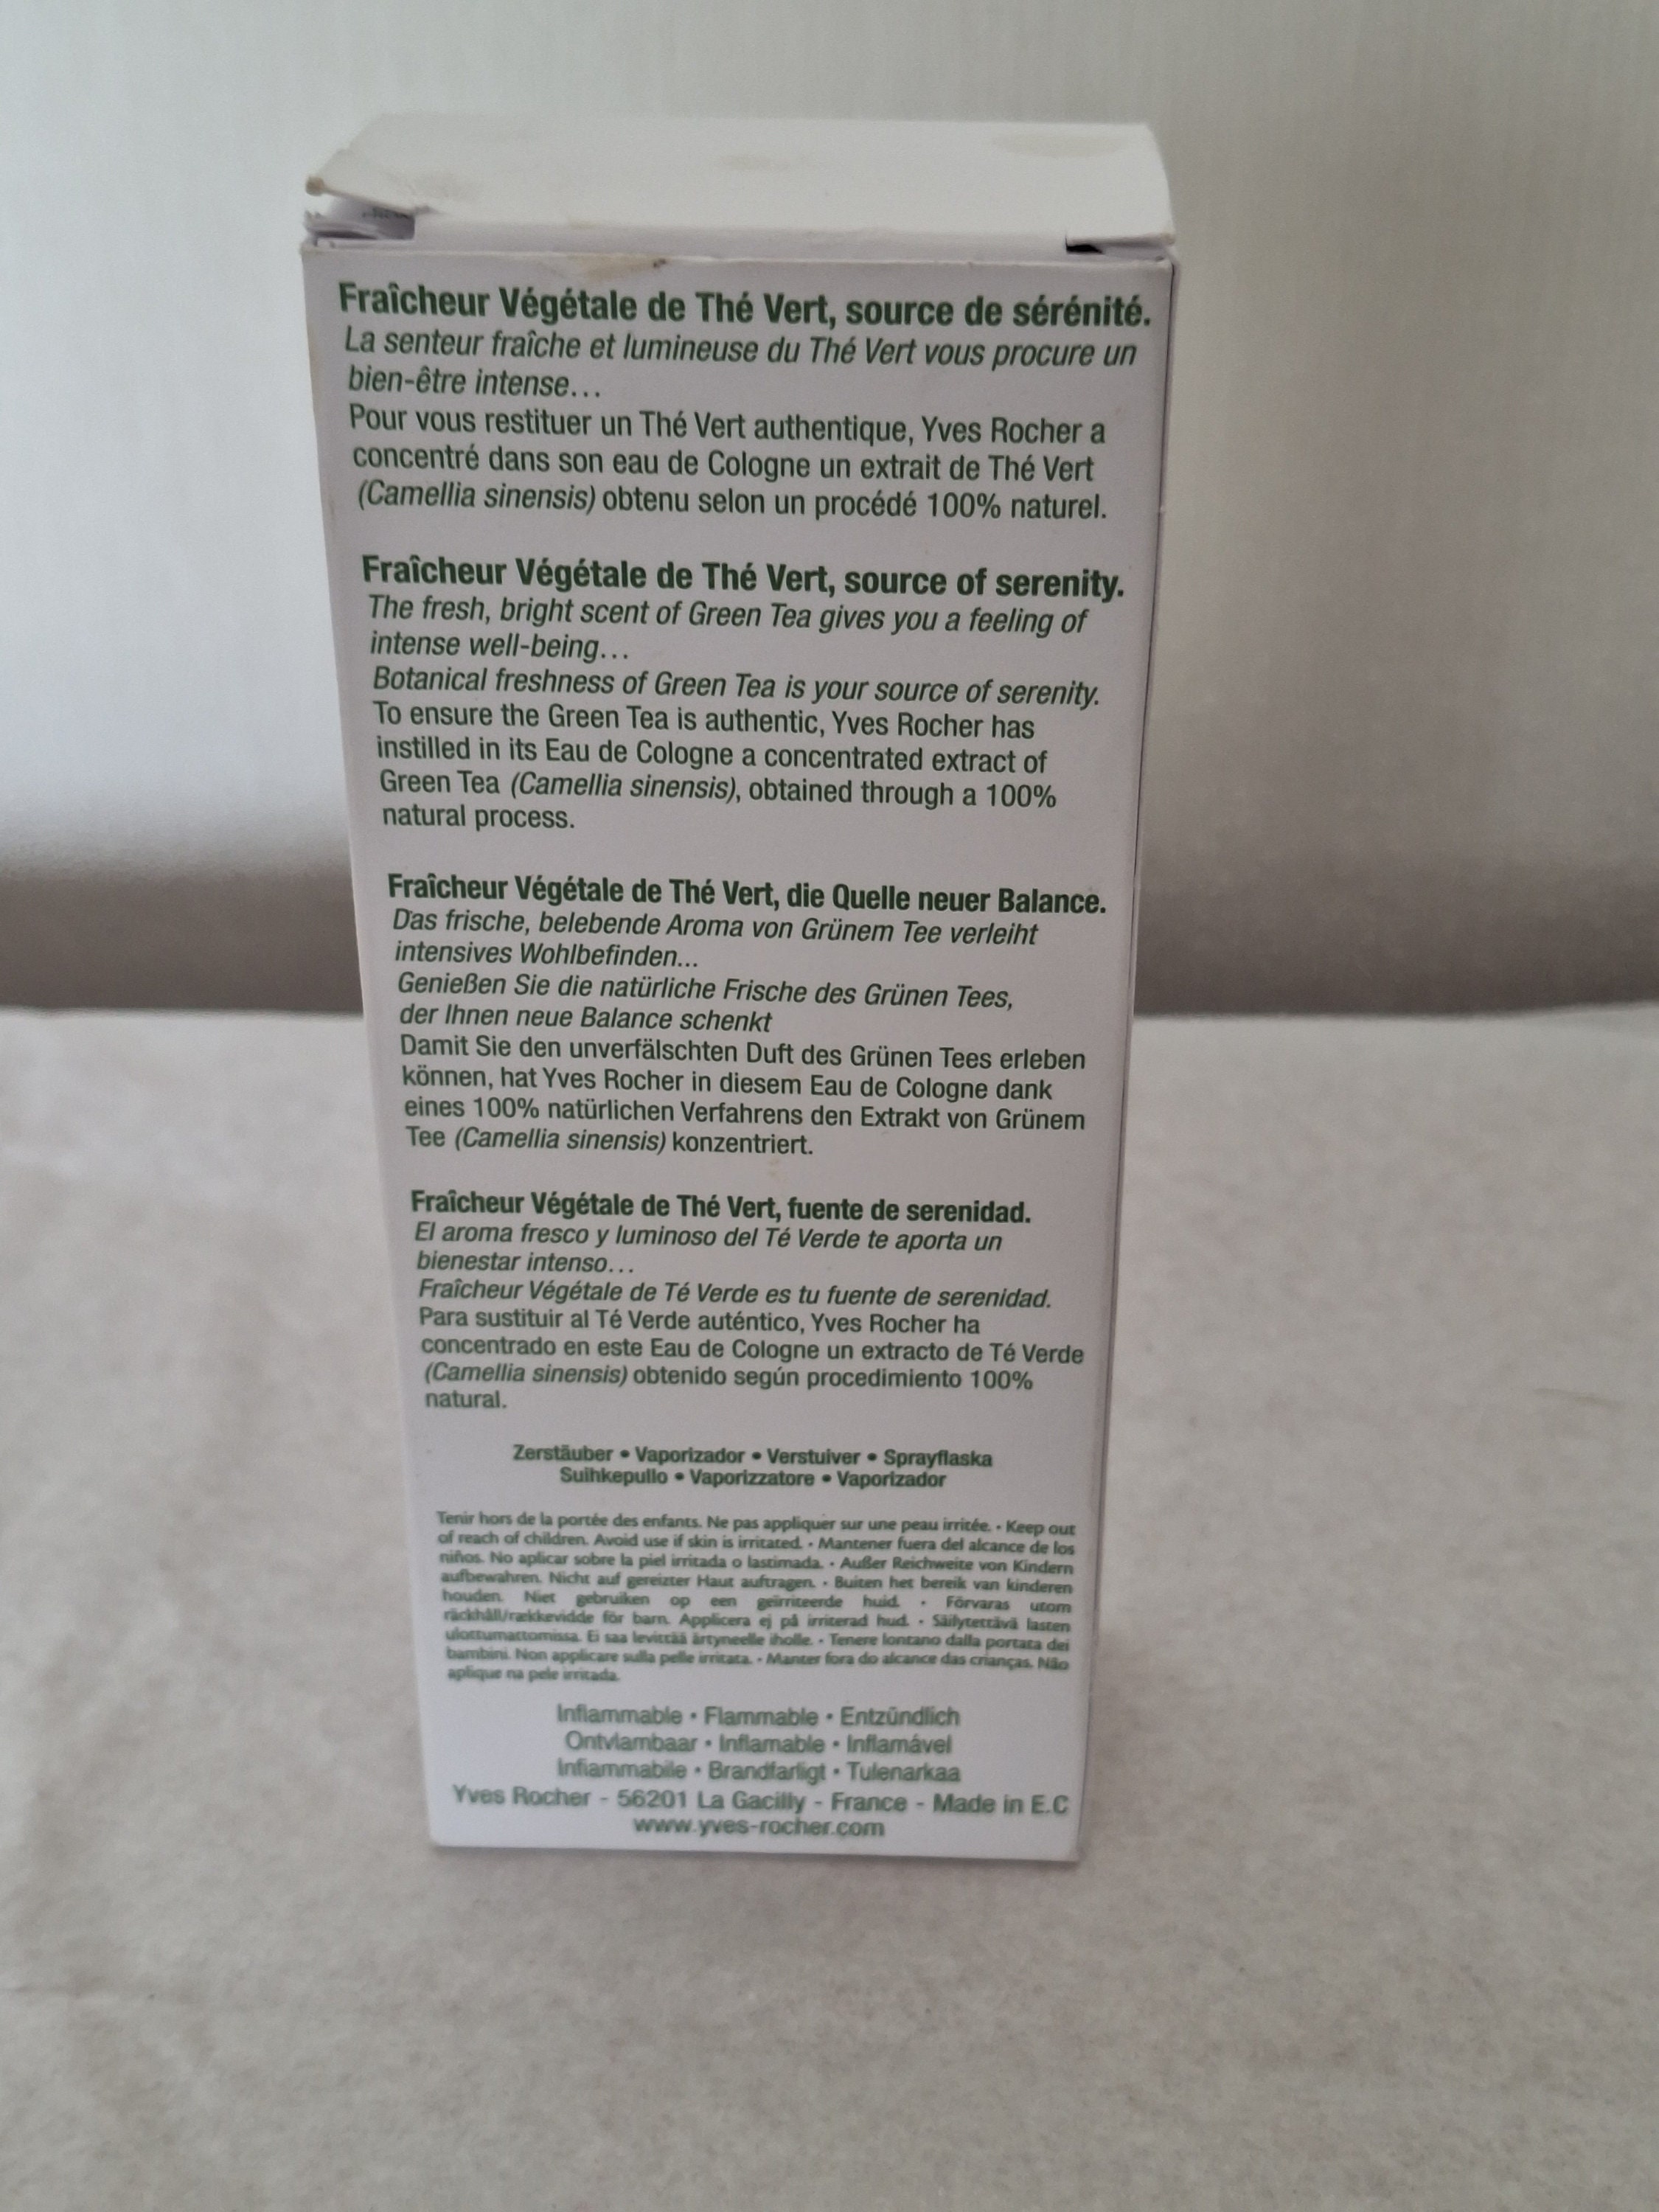 Fraîcheur Végétale de Thé Vert, source de sérénité.
La senteur fraîche et lumineuse du Thé Vert vous procure un
bien-être intense…
Pour vous restituer un Thé Vert authentique, Yves Rocher a
concentré dans son eau de Cologne un extrait de Thé Vert
(Camellia sinensis) obtenu selon un procédé 100% naturel.
Fraîcheur Végétale de Thé Vert, source of serenity.
The fresh, bright scent of Green Tea gives you a feeling of
intense well-being…
Botanical freshness of Green Tea is your source of serenity.
To ensure the Green Tea is authentic, Yves Rocher has
instilled in its Eau de Cologne a concentrated extract of
Green Tea (Camellia sinensis), obtained through a 100%
natural process.
Fraîcheur Végétale de Thé Vert, die Quelle neuer Balance.
Das frische, belebende Aroma von Grünem Tee verleiht
intensives Wohlbefinden...
Genießen Sie die natürliche Frische des Grünen Tees,
der Ihnen neue Balance schenkt
Damit Sie den unverfälschten Duft des Grünen Tees erleben
können, hat Yves Rocher in diesem Eau de Cologne dank
eines 100% natürlichen Verfahrens den Extrakt von Grünem
Tee (Camellia sinensis) konzentriert.
Fraîcheur Végétale de Thé Vert, fuente de serenidad.
El aroma fresco y luminoso del Té Verde te aporta un
bienestar intenso…
Fraîcheur Végétale de Té Verde es tu fuente de serenidad.
Para sustituir al Té Verde auténtico, Yves Rocher ha
concentrado en este Eau de Cologne un extracto de Té Verde
(Camellia sinensis) obtenido según procedimiento 100%
natural.
Zerstäuber • Vaporizador • Verstuiver • Sprayflaska
Suihkepullo • Vaporizzatore • Vaporizador
Tenir hors de la portée des enfants. Ne pas appliquer sur une peau irritée. • Keep out
of reach of children. Avoid use if skin is irritated. • Mantener fuera del alcance de los
niños. No aplicar sobre la piel irritada o lastimada. • Außer Reichweite von Kindern
aufbewahren. Nicht auf gereizter Haut auftragen. • Buiten het bereik van kinderen
houden. Niet gebruiken op een geïrriteerde huid. • Förvaras utom
räckhåll/rækkevidde för barn. Applicera ej på irriterad hud. • Säilytettävä lasten
ulottumattomissa. Ei saa levittää ärtyneelle iholle. • Tenere lontano dalla portata dei
bambini. Non applicare sulla pelle irritata. • Manter fora do alcance das crianças. Não
aplique na pele irritada.
Inflammable • Flammable • Entzündlich
Ontvlambaar • Inflamable • Inflamável
Infiammabile • Brandfarligt • Tulenarkaa
Yves Rocher - 56201 La Gacilly - France - Made in E.C
www.yves-rocher.com